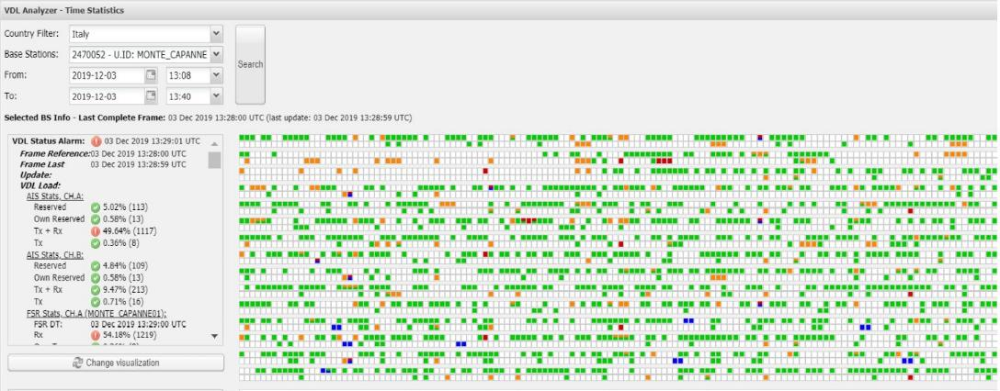 VDL Analyzer - Time Statistics
Country Filter: Italy
Base Stations: 2470052 - U.ID: MONTE_CAPANNE
From: 2019-12-03 13:08
To: 2019-12-03 13:40
Search
Selected BS Info - Last Complete Frame: 03 Dec 2019 13:28:00 UTC (last update: 03 Dec 2019 13:28:59 UTC)
VDL Status Alarm: 03 Dec 2019 13:29:01 UTC
Frame Reference: 03 Dec 2019 13:28:00 UTC
Frame Last 03 Dec 2019 13:28:59 UTC
Update:
VDL Load:
AIS Stats, CH.A:
Reserved 5.02% (113)
Own Reserved 0.58% (13)
Tx + Rx 49.64% (1117)
Tx 0.36% (8)
AIS Stats, CH.B:
Reserved 4.84% (109)
Own Reserved 0.58% (13)
Tx + Rx 9.47% (213)
Tx 0.71% (16)
FSR Stats, CH.A (MONTE_CAPANNE01):
FSR DT: 03 Dec 2019 13:29:00 UTC
Rx 54.18% (1219)
Change visualization